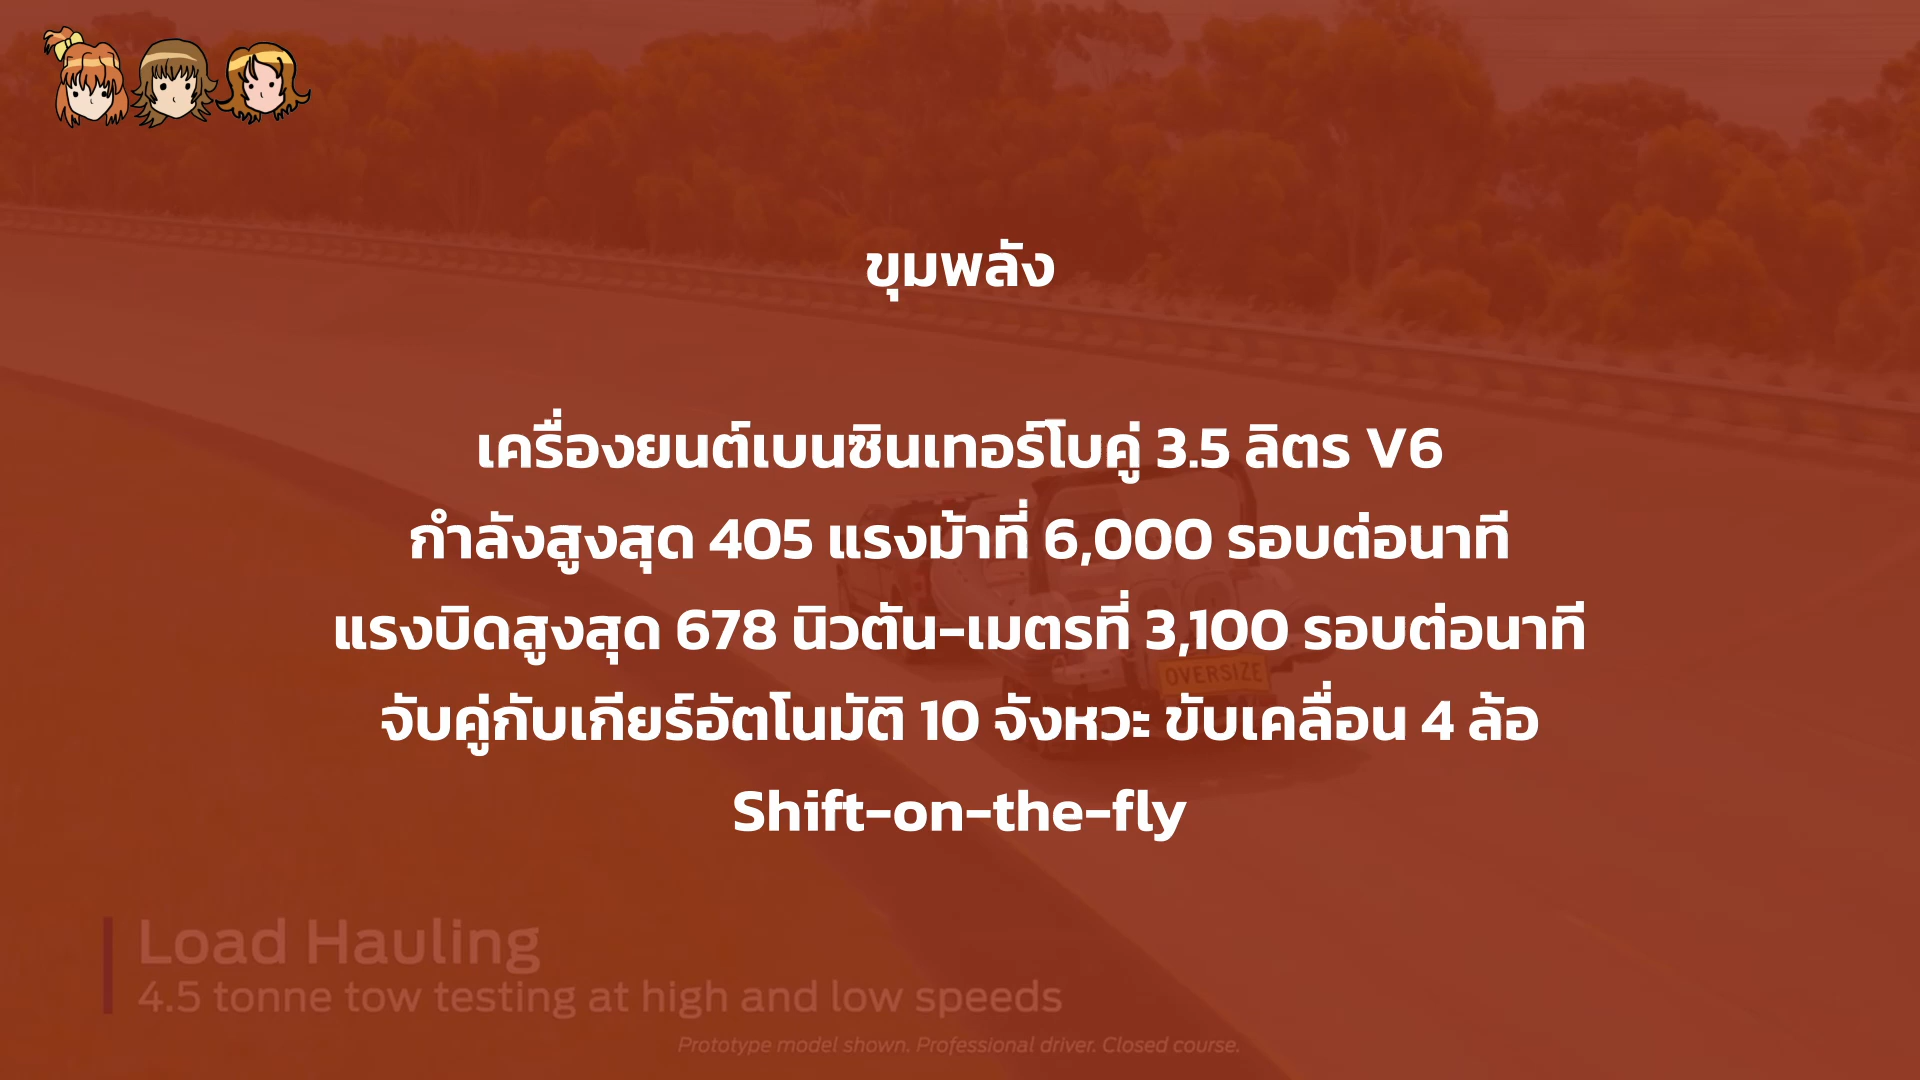 ขุมพลัง
เครื่องยนต์เบนซินเทอร์โบคู่ 3.5 ลิตร V6
กำลังสูงสุด 405 แรงม้าที่ 6,000 รอบต่อนาที
แรงบิดสูงสุด 678 นิวตัน-เมตรที่ 3,100 รอบต่อนาที
จับคู่กับเกียร์อัตโนมัติ 10 จังหวะ ขับเคลื่อน 4 ล้อ
Shift-on-the-fly
OVERSIZE
Load Hauling
4.5 tonne tow testing at high and low speeds
Prototype model shown. Professional driver. Closed course.